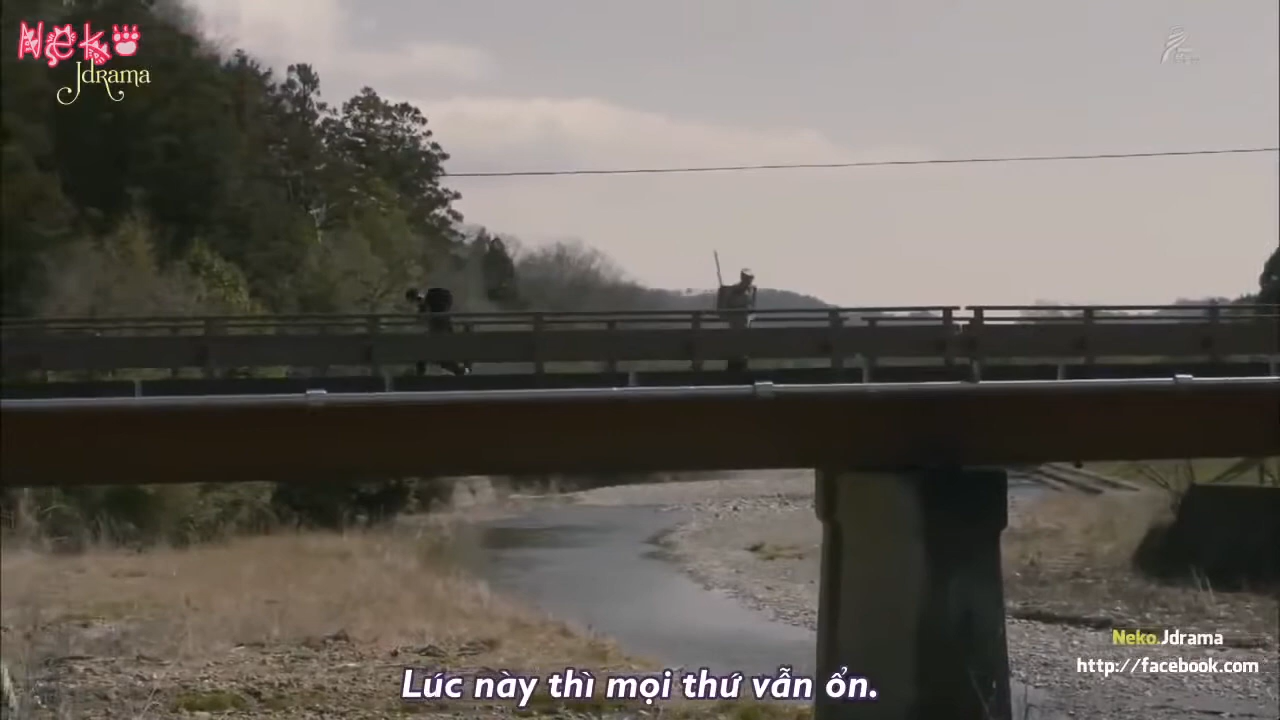 Neko
Jdrama
Neko.Jdrama
http://facebook.com
Lúc này thì mọi thứ vẫn ổn.